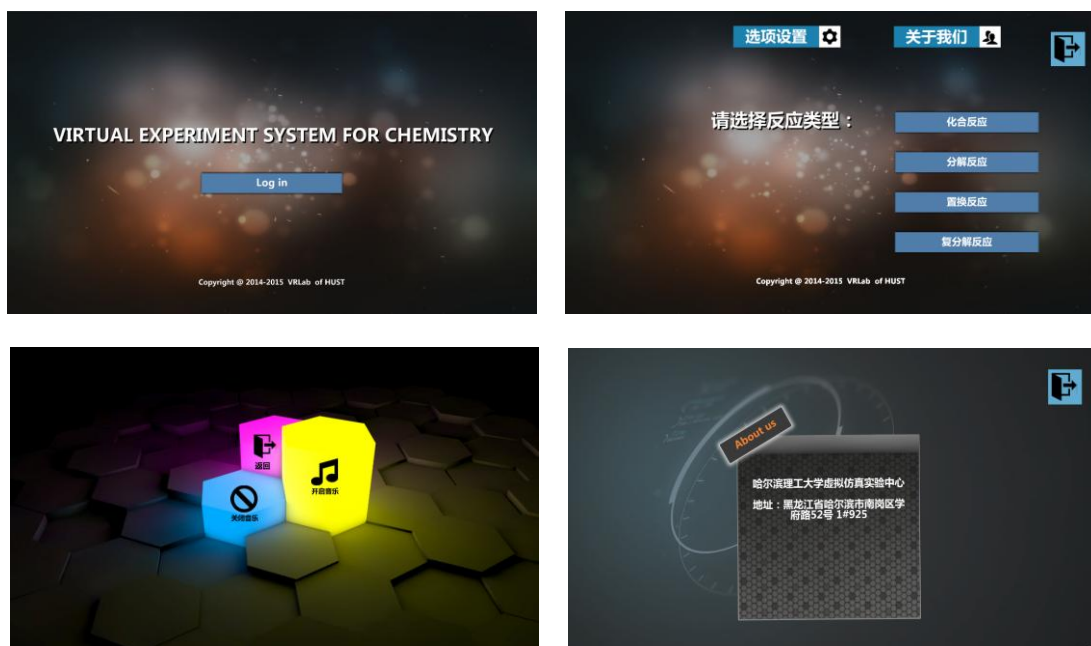 VIRTUAL EXPERIMENT SYSTEM FOR CHEMISTRY
Log in
Copyright @ 2014-2015 VRLab of HUST
选项设置
关于我们
请选择反应类型：
化合反应
分解反应
置换反应
复分解反应
Copyright @ 2014-2015 VRLab of HUST
返回
开启音乐
关闭音乐
About us
哈尔滨理工大学虚拟仿真实验中心
地址：黑龙江省哈尔滨市南岗区学
府路52号 1#925